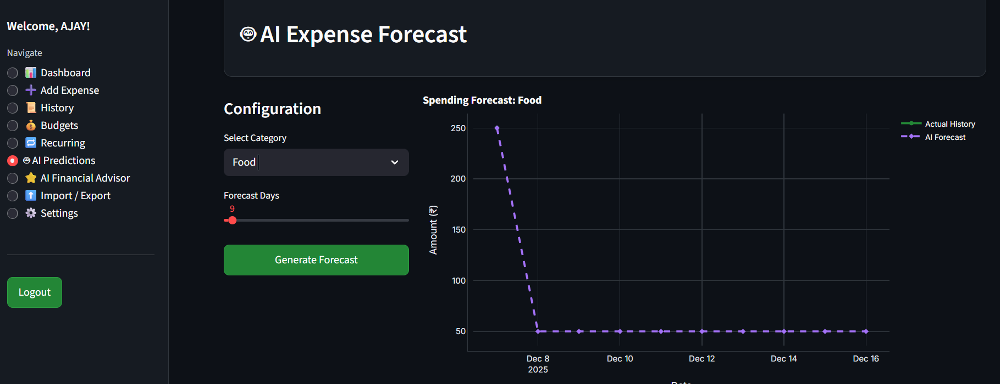 Welcome, AJAY!
Navigate
Dashboard
Add Expense
History
Budgets
Recurring
AI Predictions
AI Financial Advisor
Import / Export
Settings
Logout
AI Expense Forecast
Configuration
Select Category
Food
Forecast Days
9
Generate Forecast
Spending Forecast: Food
Actual History
AI Forecast
Amount (₹)
250
200
150
100
50
Dec 8
2025
Dec 10
Dec 12
Dec 14
Dec 16